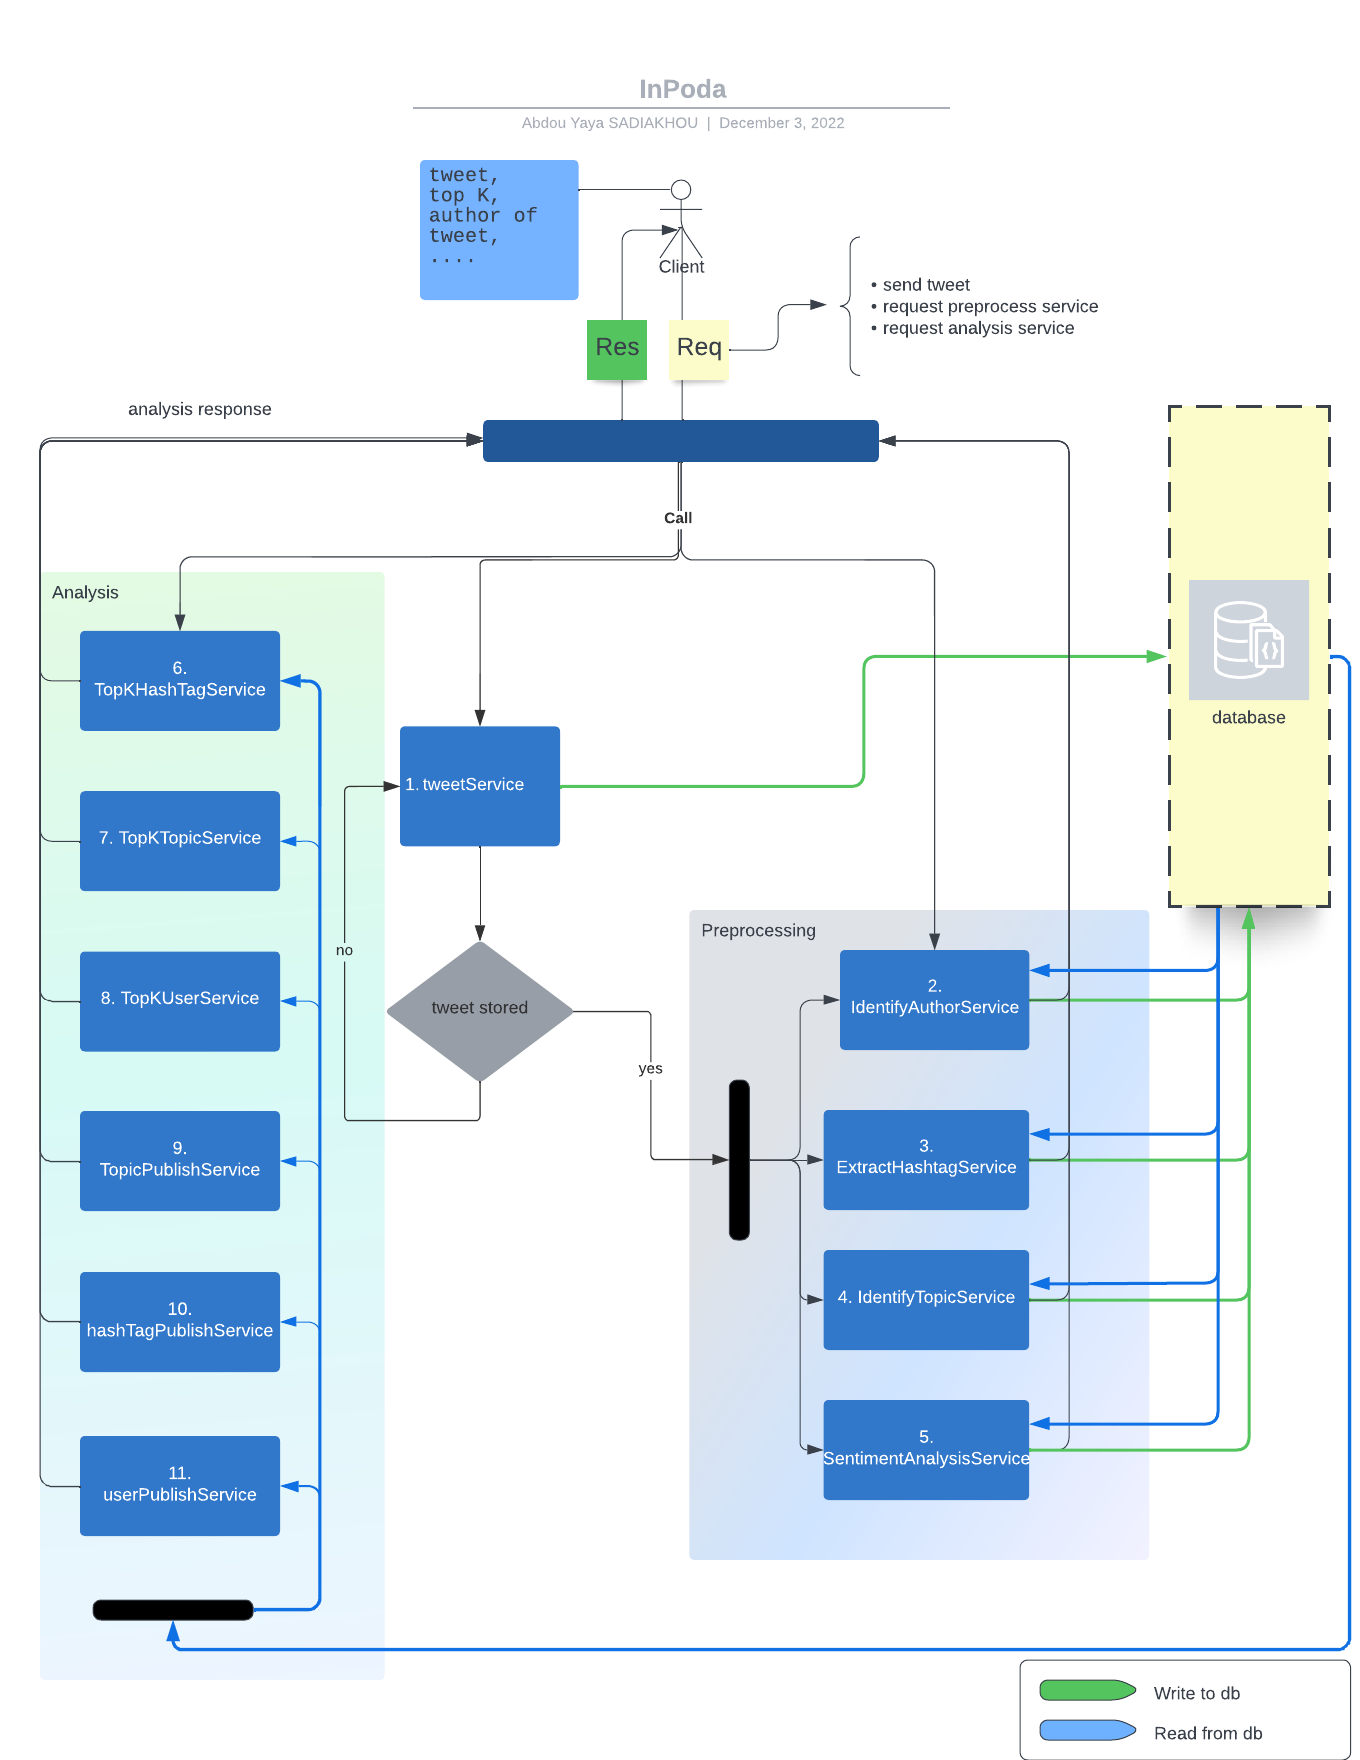 InPoda
Abdou Yaya SADIAKHOU | December 3, 2022
tweet,
top K,
author of
tweet,
....
Client
• send tweet
• request preprocess service
• request analysis service
Res
Req
analysis response
Call
Analysis
6.
TopKHashTagService
7. TopKTopicService
8. TopKUserService
9.
TopicPublishService
10.
hashTagPublishService
11.
userPublishService
1. tweetService
no
tweet stored
yes
database
Preprocessing
2.
IdentifyAuthorService
3.
ExtractHashtagService
4. IdentifyTopicService
5.
SentimentAnalysisService
Write to db
Read from db